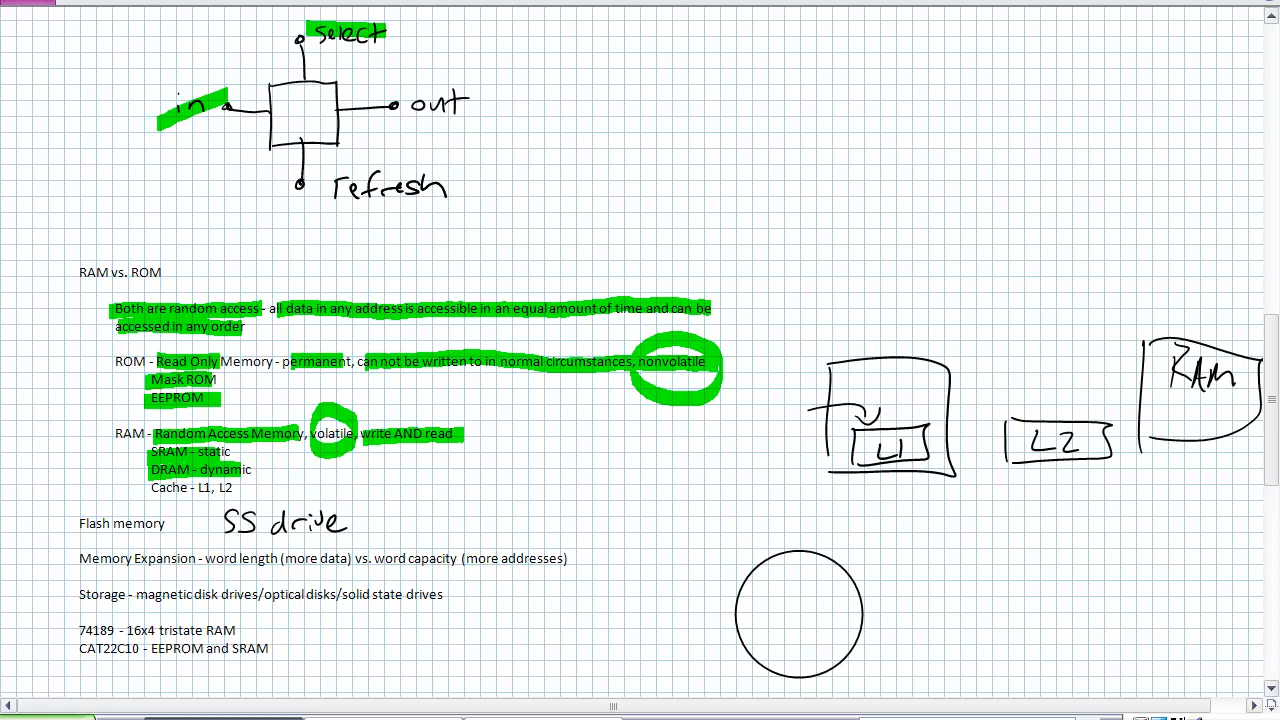 select
in
out
refresh
RAM vs. ROM
Both are random access - all data in any address is accessible in an equal amount of time and can be
accessed in any order
ROM - Read Only Memory - permanent, can not be written to in normal circumstances, nonvolatile
Mask ROM
EEPROM
RAM - Random Access Memory, volatile, write AND read
SRAM - static
DRAM - dynamic
Cache - L1, L2
RAM
L1
L2
Flash memory
SS drive
Memory Expansion - word length (more data) vs. word capacity (more addresses)
Storage - magnetic disk drives/optical disks/solid state drives
74189 - 16x4 tristate RAM
CAT22C10 - EEPROM and SRAM